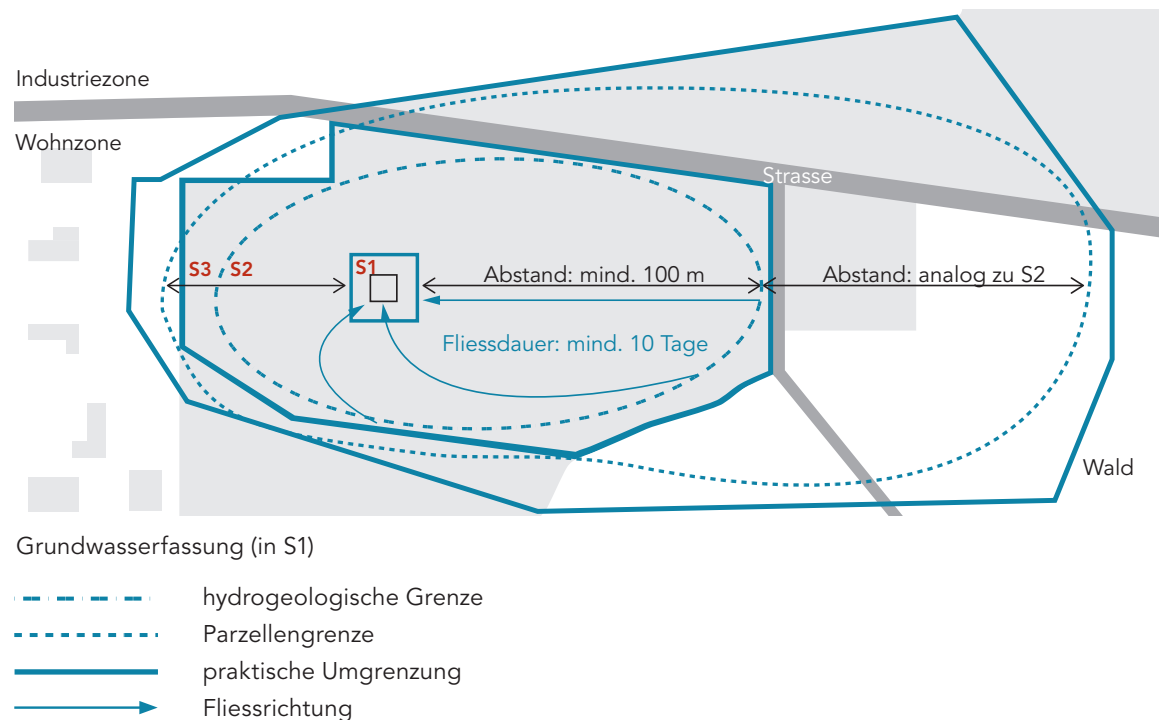 Industriezone
Wohnzone
Strasse
S3 S2 S1
Abstand: mind. 100 m
Abstand: analog zu S2
Fliessdauer: mind. 10 Tage
Wald
Grundwasserfassung (in S1)
hydrogeologische Grenze
Parzellengrenze
praktische Umgrenzung
Fliessrichtung